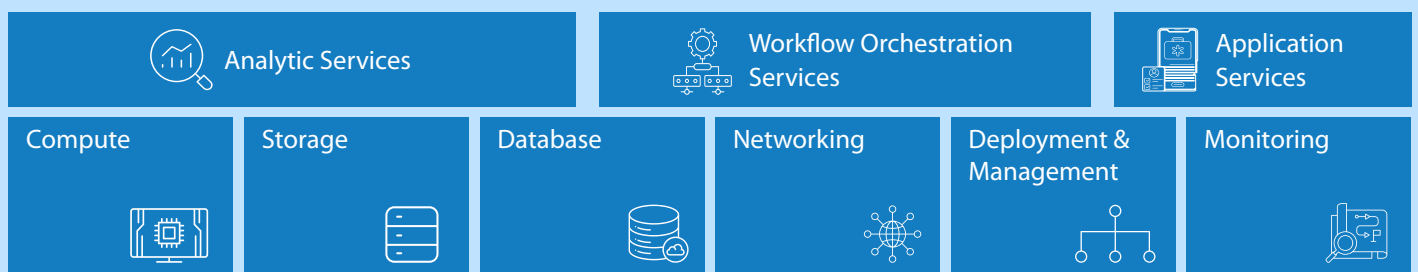 Analytic Services
Workflow Orchestration
Services
Application
Services
Compute
Storage
Database
Networking
Deployment &
Management
Monitoring